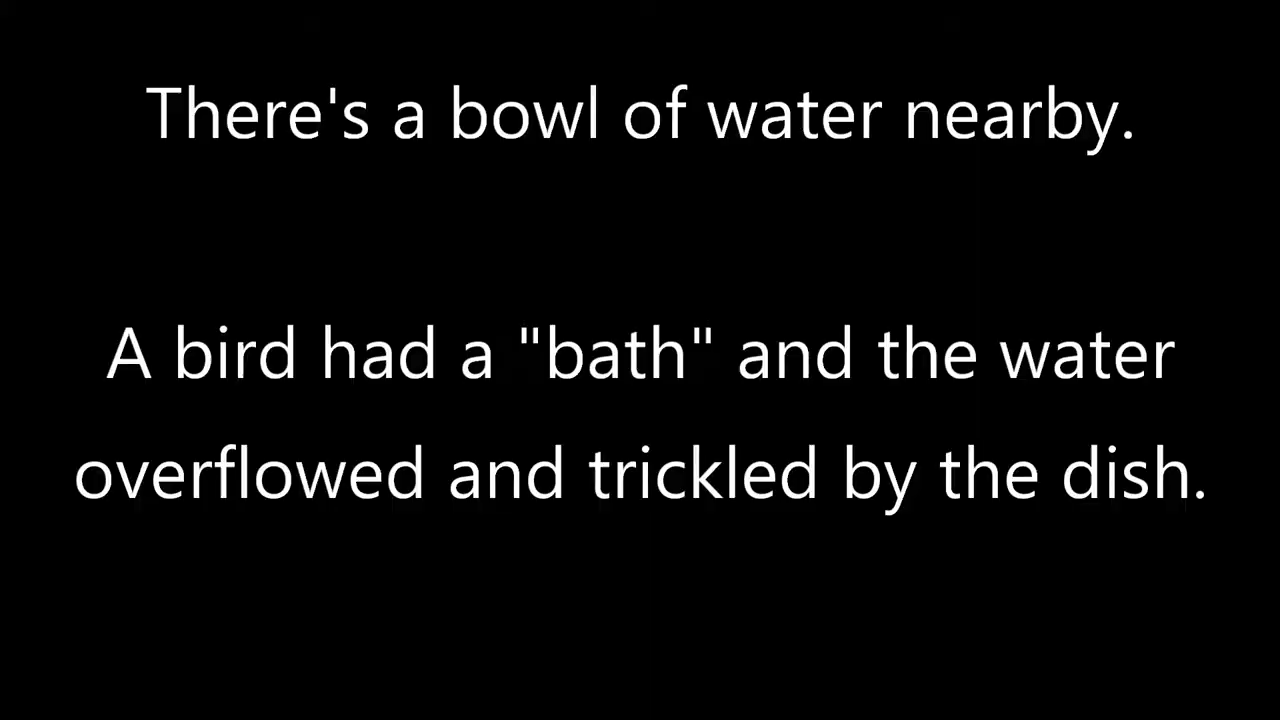 There's a bowl of water nearby.
A bird had a "bath" and the water
overflowed and trickled by the dish.